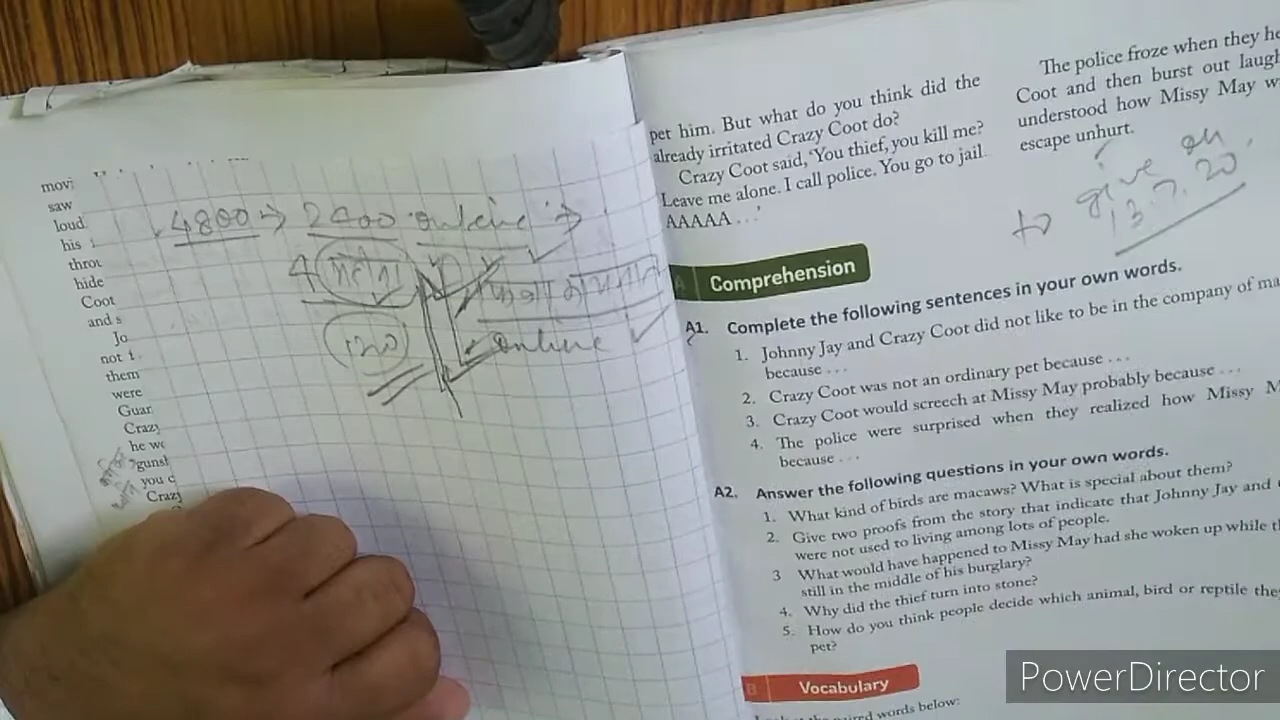 movi
saw
loud.
his
throu
hide
Coot
and s
Jo
not i
them
were
Guar
Crazy
he wo
gunsh
you c
Crazy
4800 → 2400 online →
4
online
120
pet him. But what do you think did the
already irritated Crazy Coot do?
Crazy Coot said, 'You thief, you kill me?
Leave me alone. I call police. You go to jail.
AAAAA . . .'
The police froze when they he
Coot and then burst out laugh
understood how Missy May w
escape unhurt.
to give on
13.7.20.
A Comprehension
A1. Complete the following sentences in your own words.
1. Johnny Jay and Crazy Coot did not like to be in the company of ma
because . . .
2. Crazy Coot was not an ordinary pet because . . .
3. Crazy Coot would screech at Missy May probably because . . .
4. The police were surprised when they realized how Missy M
because . . .
A2. Answer the following questions in your own words.
1. What kind of birds are macaws? What is special about them?
2. Give two proofs from the story that indicate that Johnny Jay and
were not used to living among lots of people.
3 What would have happened to Missy May had she woken up while th
still in the middle of his burglary?
4. Why did the thief turn into stone?
5. How do you think people decide which animal, bird or reptile they
pet?
B Vocabulary
words below:
PowerDirector